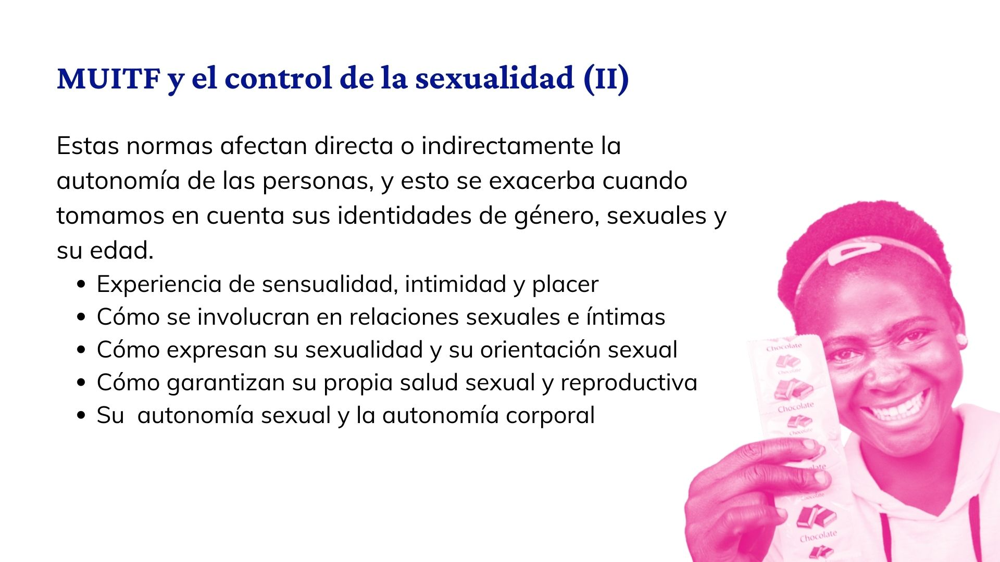 MUITF y el control de la sexualidad (II)
Estas normas afectan directa o indirectamente la
autonomía de las personas, y esto se exacerba cuando
tomamos en cuenta sus identidades de género, sexuales y
su edad.
• Experiencia de sensualidad, intimidad y placer
• Cómo se involucran en relaciones sexuales e íntimas
• Cómo expresan su sexualidad y su orientación sexual
• Cómo garantizan su propia salud sexual y reproductiva
• Su  autonomía sexual y la autonomía corporal
Chocolate
Chocolate
Chocolate
Chocolate
Chocolate
Chocolate